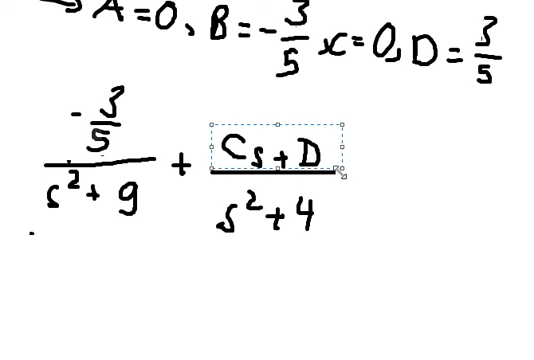 → A = 0, B = -3/5, C = 0, D = 3/5
(-3/5)/(s²+9) + (Cs+D)/(s²+4)